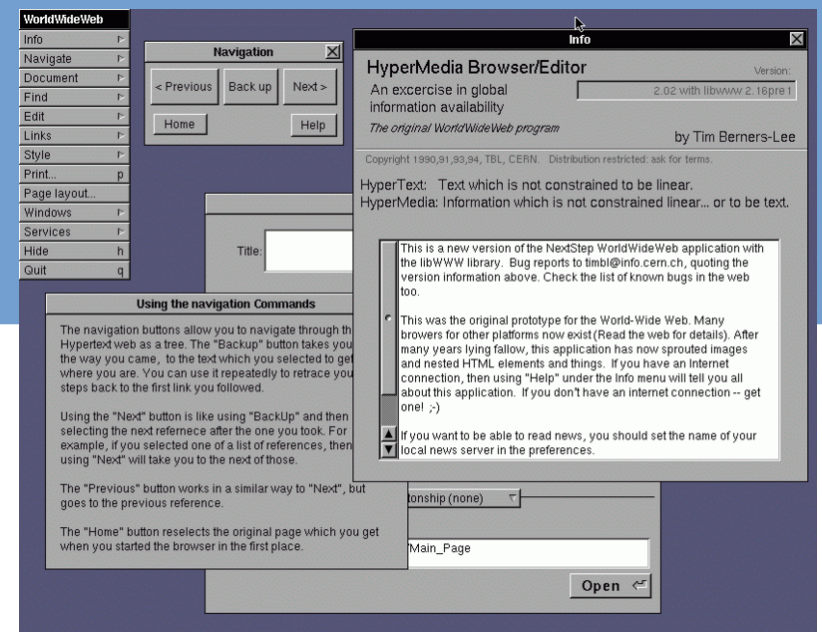 WorldWideWeb
Info
Navigate
Document
Find
Edit
Links
Style
Print... p
Page layout...
Windows
Services
Hide h
Quit q
Navigation
< Previous Back up Next >
Home Help
Info
HyperMedia Browser/Editor
Version:
An excercise in global
information availability
2.02 with libwww 2.16pre1
The original WorldWideWeb program
by Tim Berners-Lee
Copyright 1990,91,93,94, TBL, CERN. Distribution restricted: ask for terms.
HyperText: Text which is not constrained to be linear.
HyperMedia: Information which is not constrained linear... or to be text.
This is a new version of the NextStep WorldWideWeb application with
the libWWW library. Bug reports to timbl@info.cern.ch, quoting the
version information above. Check the list of known bugs in the web
too.
This was the original prototype for the World-Wide Web. Many
browers for other platforms now exist (Read the web for details). After
many years lying fallow, this application has now sprouted images
and nested HTML elements and things. If you have an Internet
connection, then using "Help" under the Info menu will tell you all
about this application. If you don't have an internet connection -- get
one! ;-)
If you want to be able to read news, you should set the name of your
local news server in the preferences.
Title:
Using the navigation Commands
The navigation buttons allow you to navigate through th
Hypertext web as a tree. The "Backup" button takes you
the way you came, to the text which you selected to get
where you are. You can use it repeatedly to retrace you
steps back to the first link you followed.
Using the "Next" button is like using "BackUp" and then
selecting the next refernece after the one you took. For
example, if you selected one of a list of references, then
using "Next" will take you to the next of those.
The "Previous" button works in a similar way to "Next", but
goes to the previous reference.
The "Home" button reselects the original page which you get
when you started the browser in the first place.
tonship (none)
/Main_Page
Open